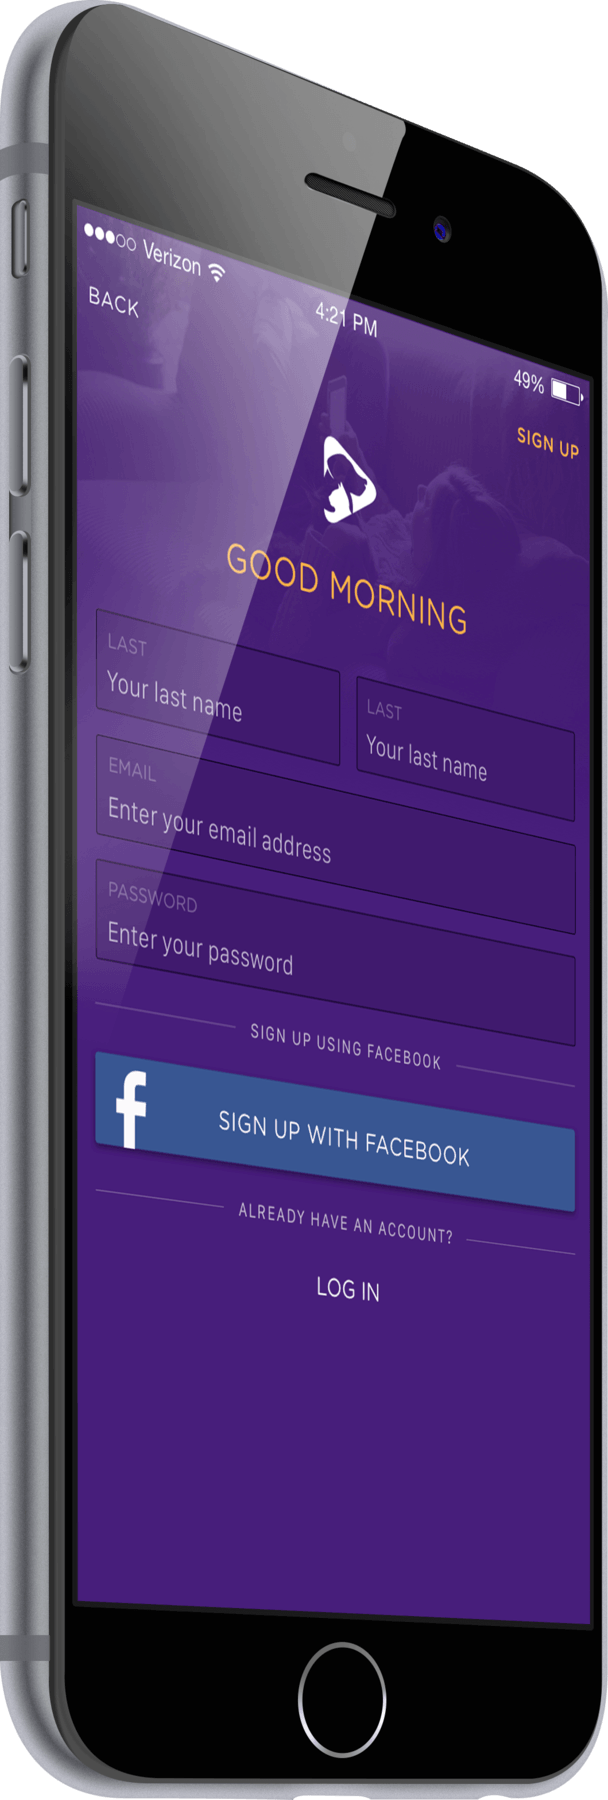 Verizon
4:21 PM
49%
BACK
SIGN UP
GOOD MORNING
LAST
Your last name
LAST
Your last name
EMAIL
Enter your email address
PASSWORD
Enter your password
SIGN UP USING FACEBOOK
f SIGN UP WITH FACEBOOK
ALREADY HAVE AN ACCOUNT?
LOG IN